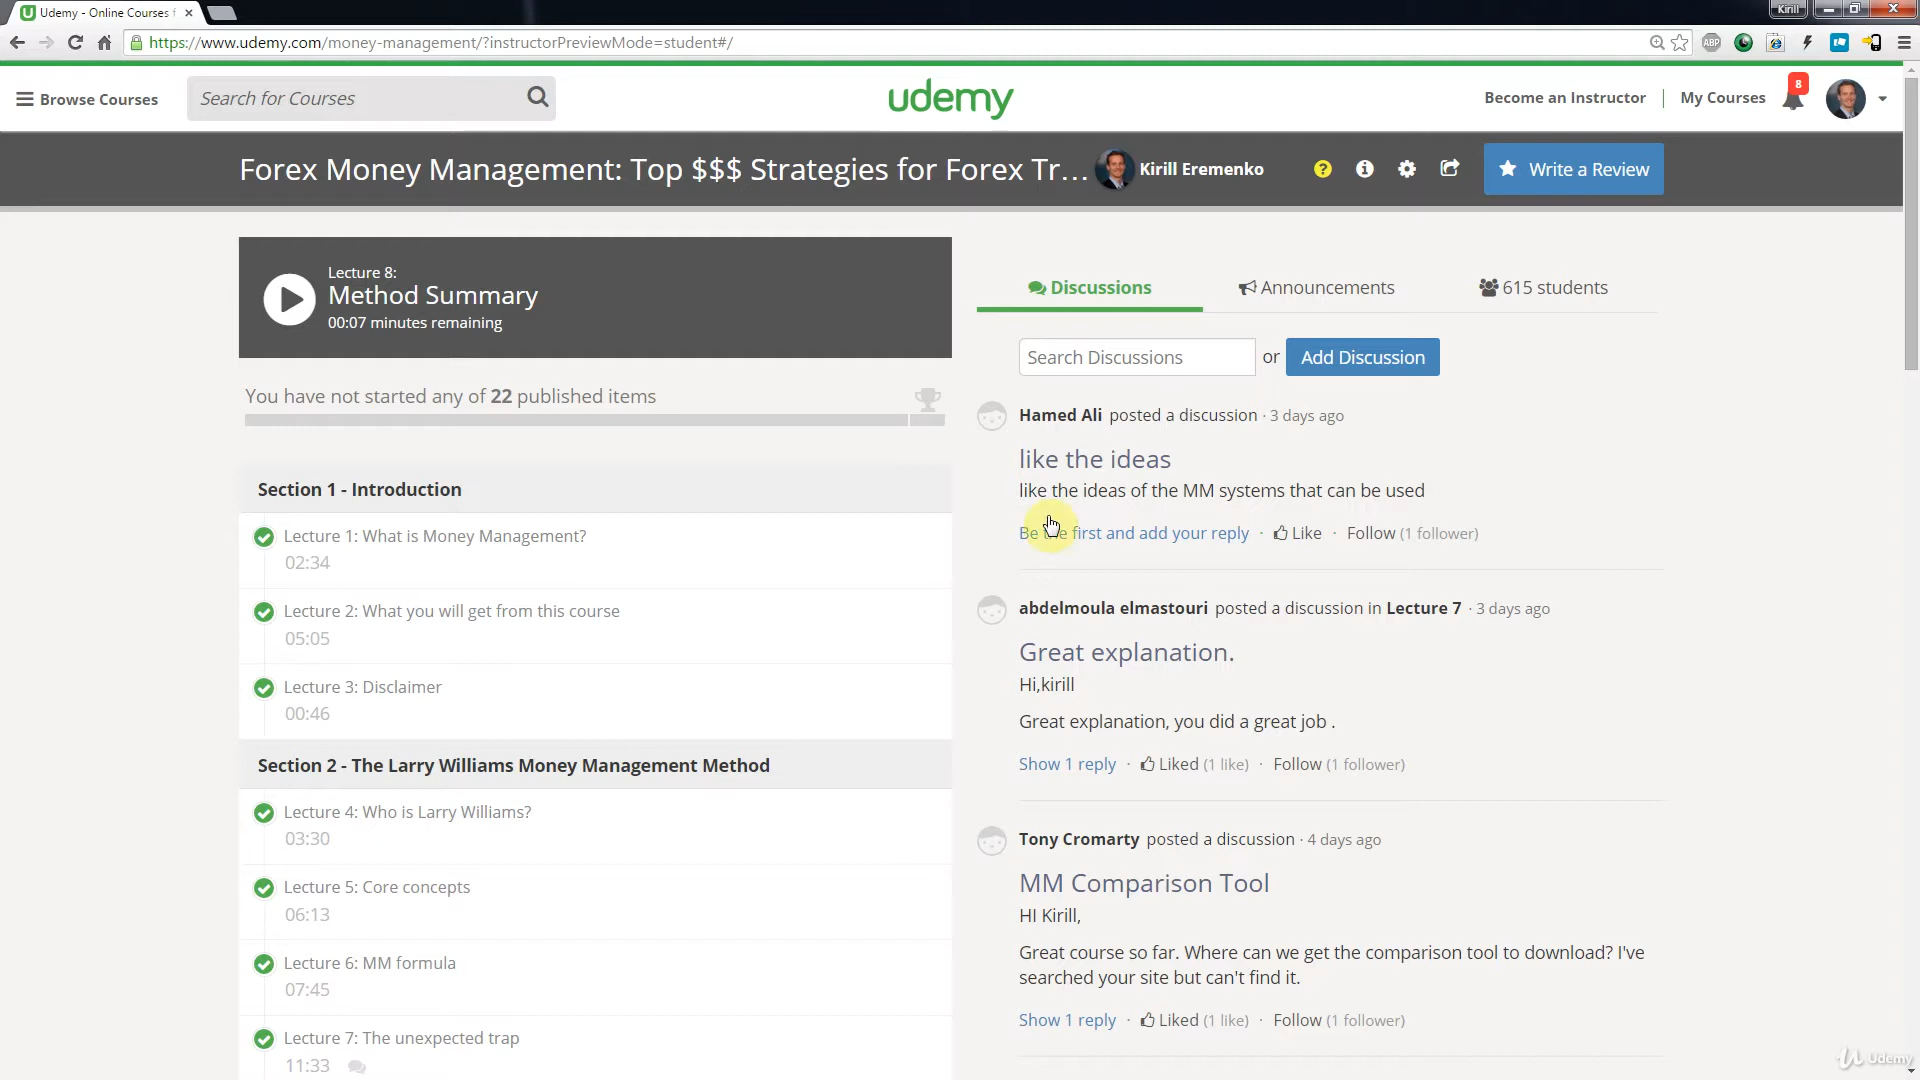 Udemy - Online Courses f
Kirill
https://www.udemy.com/money-management/?instructorPreviewMode=student#/
ABP
Browse Courses
Search for Courses
udemy
Become an Instructor
My Courses
8
Forex Money Management: Top $$$ Strategies for Forex Tr...
Kirill Eremenko
Write a Review
Lecture 8:
Method Summary
00:07 minutes remaining
You have not started any of 22 published items
Section 1 - Introduction
Lecture 1: What is Money Management?
02:34
Lecture 2: What you will get from this course
05:05
Lecture 3: Disclaimer
00:46
Section 2 - The Larry Williams Money Management Method
Lecture 4: Who is Larry Williams?
03:30
Lecture 5: Core concepts
06:13
Lecture 6: MM formula
07:45
Lecture 7: The unexpected trap
11:33
Discussions
Announcements
615 students
Search Discussions or Add Discussion
Hamed Ali posted a discussion · 3 days ago
like the ideas
like the ideas of the MM systems that can be used
Be the first and add your reply · Like · Follow (1 follower)
abdelmoula elmastouri posted a discussion in Lecture 7 · 3 days ago
Great explanation.
Hi,kirill
Great explanation, you did a great job .
Show 1 reply · Liked (1 like) · Follow (1 follower)
Tony Cromarty posted a discussion · 4 days ago
MM Comparison Tool
HI Kirill,
Great course so far. Where can we get the comparison tool to download? I've
searched your site but can't find it.
Show 1 reply · Liked (1 like) · Follow (1 follower)
Udemy